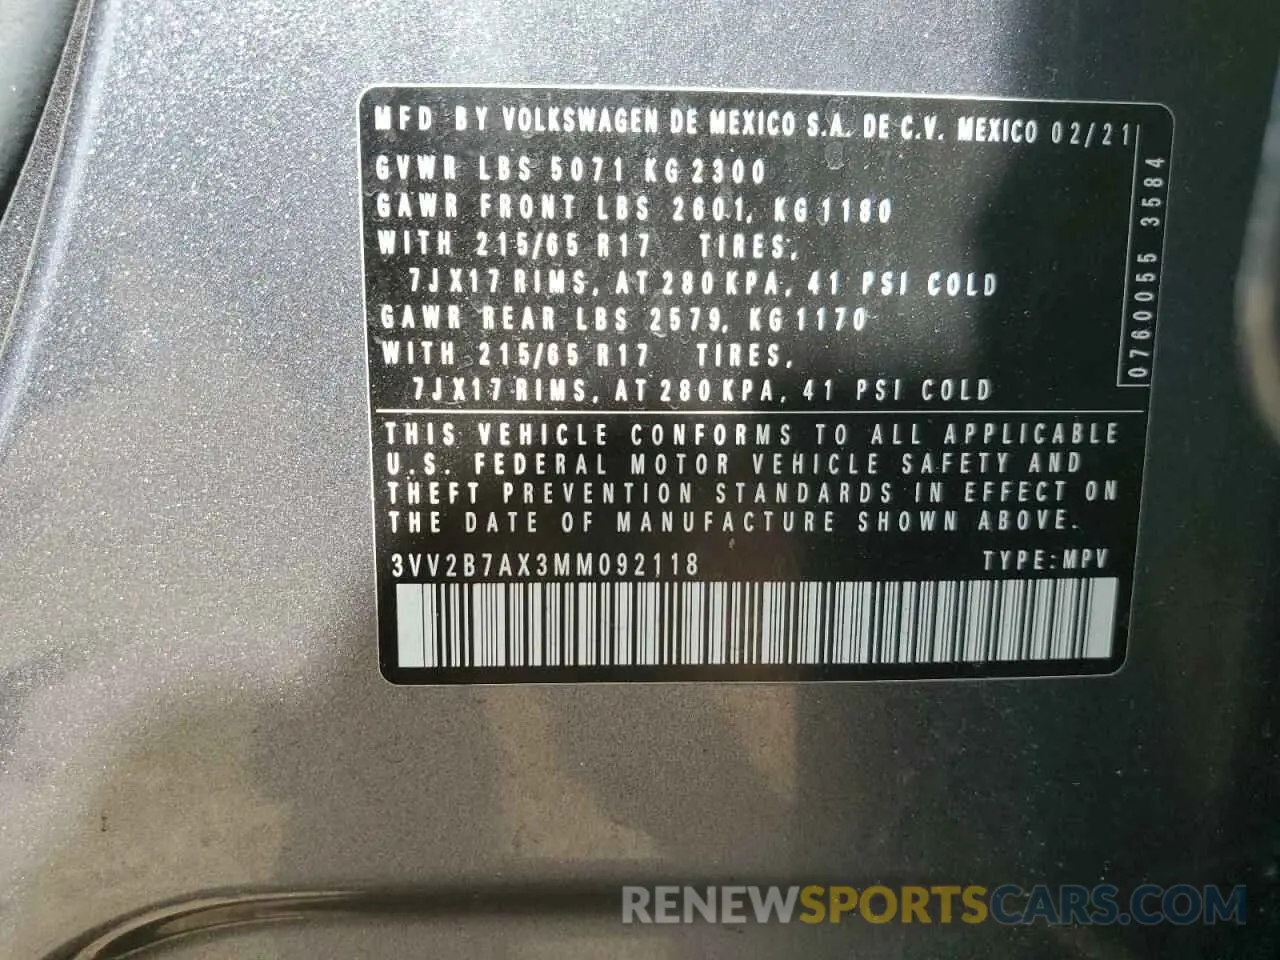 MFD BY VOLKSWAGEN DE MEXICO S.A. DE C.V. MEXICO 02/21
GVWR LBS 5071 KG 2300
GAWR FRONT LBS 2601, KG 1180
WITH 215/65 R17 TIRES,
7JX17 RIMS, AT 280 KPA, 41 PSI COLD
GAWR REAR LBS 2579, KG 1170
WITH 215/65 R17 TIRES,
7JX17 RIMS, AT 280 KPA, 41 PSI COLD
0760055 3584
THIS VEHICLE CONFORMS TO ALL APPLICABLE
U.S. FEDERAL MOTOR VEHICLE SAFETY AND
THEFT PREVENTION STANDARDS IN EFFECT ON
THE DATE OF MANUFACTURE SHOWN ABOVE.
3VV2B7AX3MM092118 TYPE: MPV
RENEWSPORTSCARS.COM